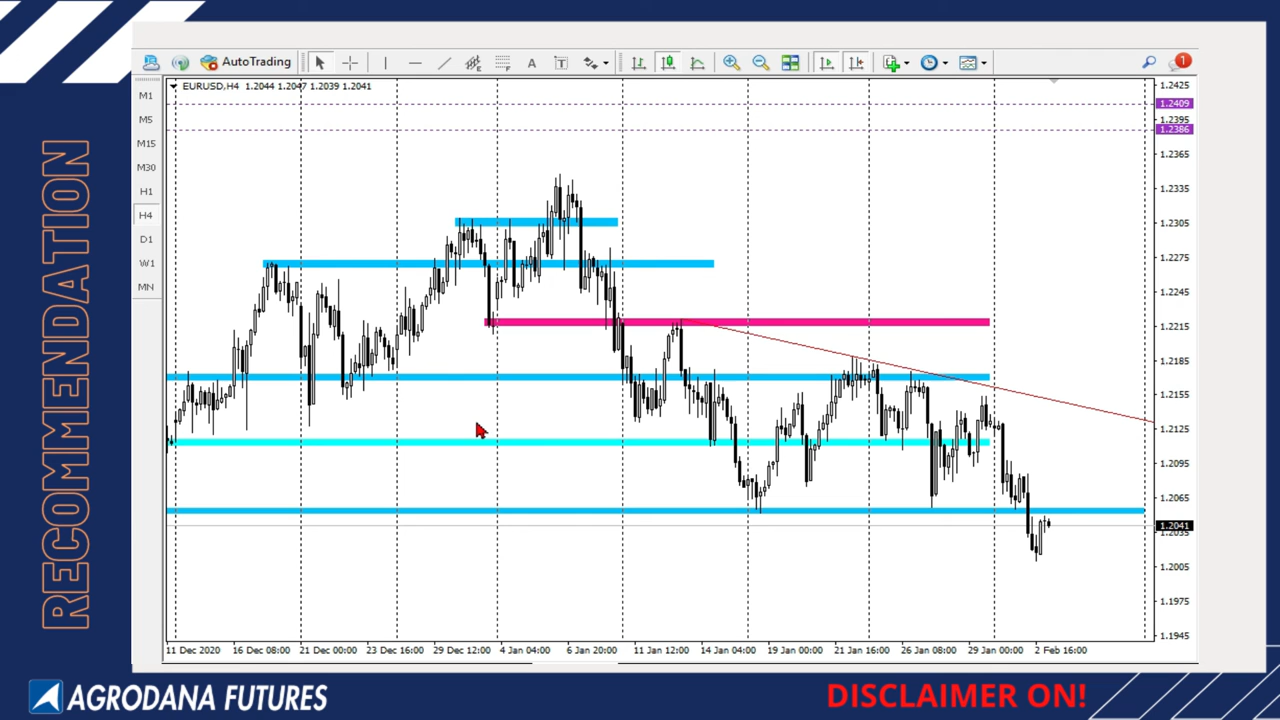 RECOMMENDATION
AutoTrading
A
T
1
M1
M5
M15
M30
H1
H4
D1
W1
MN
EURUSD,H4 1.2044 1.2047 1.2039 1.2041
1.2425
1.2409
1.2395
1.2386
1.2365
1.2335
1.2305
1.2275
1.2245
1.2215
1.2185
1.2155
1.2125
1.2095
1.2065
1.2041
1.2035
1.2005
1.1975
1.1945
11 Dec 2020 16 Dec 08:00 21 Dec 00:00 23 Dec 16:00 29 Dec 12:00 4 Jan 04:00 6 Jan 20:00 11 Jan 12:00 14 Jan 04:00 19 Jan 00:00 21 Jan 16:00 26 Jan 08:00 29 Jan 00:00 2 Feb 16:00
AGRODANA FUTURES
DISCLAIMER ON!